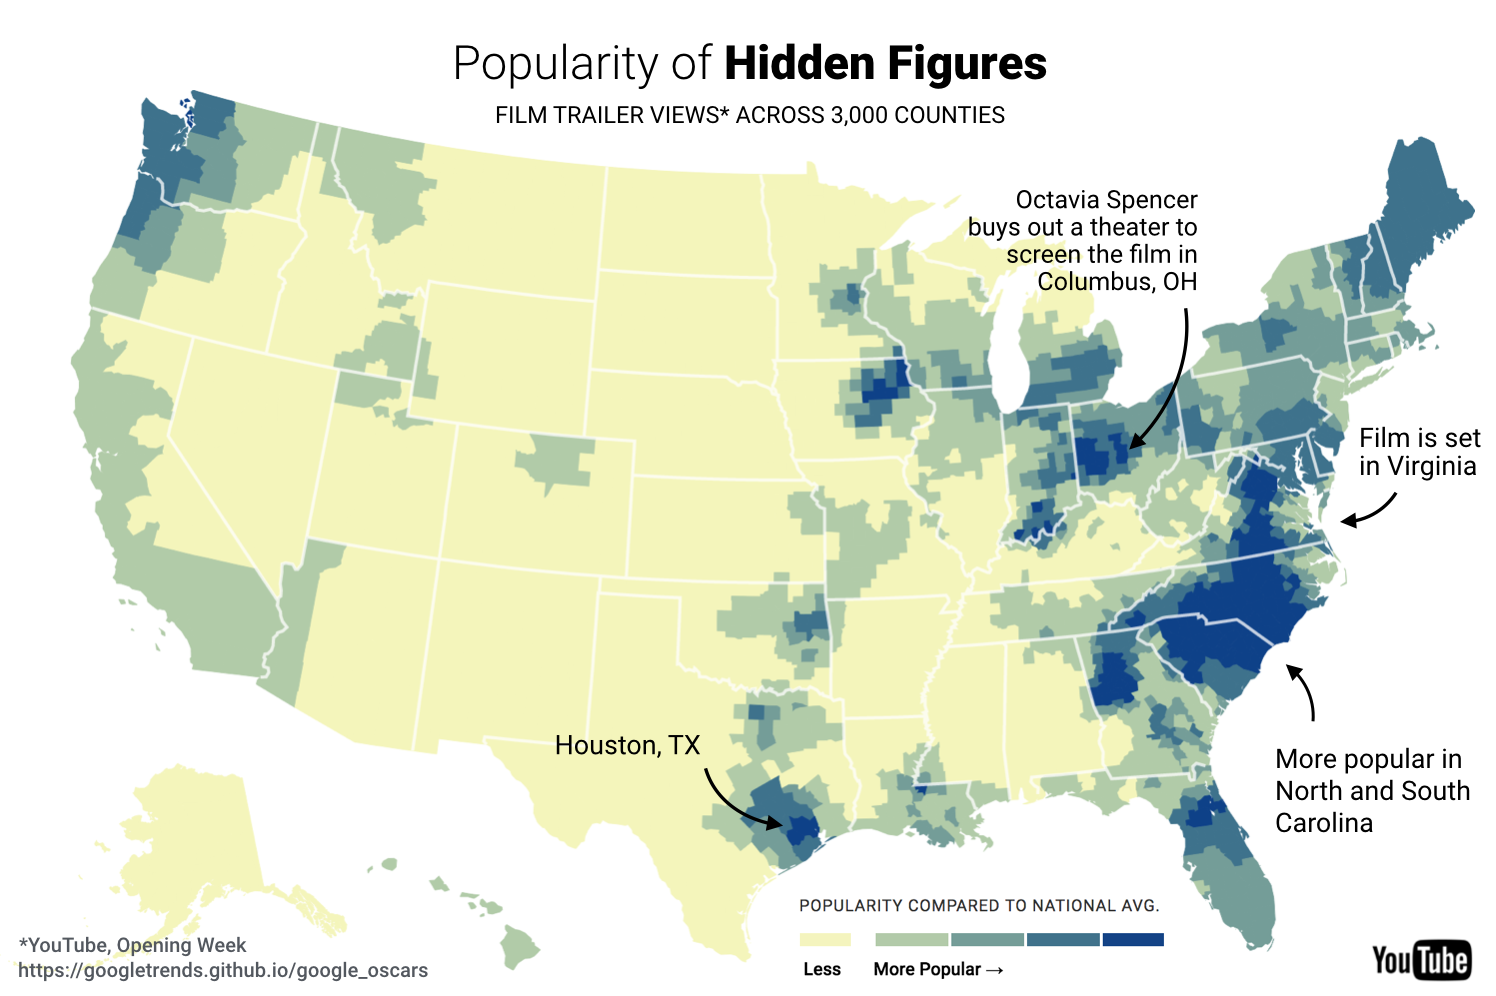 Popularity of Hidden Figures
FILM TRAILER VIEWS* ACROSS 3,000 COUNTIES
Octavia Spencer
buys out a theater to
screen the film in
Columbus, OH
Film is set
in Virginia
Houston, TX
More popular in
North and South
Carolina
POPULARITY COMPARED TO NATIONAL AVG.
Less
More Popular →
*YouTube, Opening Week
https://googletrends.github.io/google_oscars
YouTube